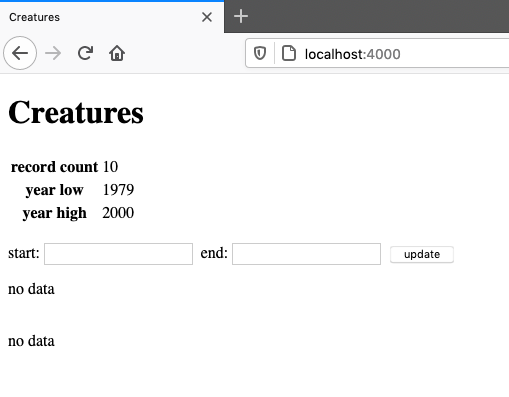 Creatures
localhost:4000
Creatures
record count 10
year low 1979
year high 2000
start: end: update
no data
no data